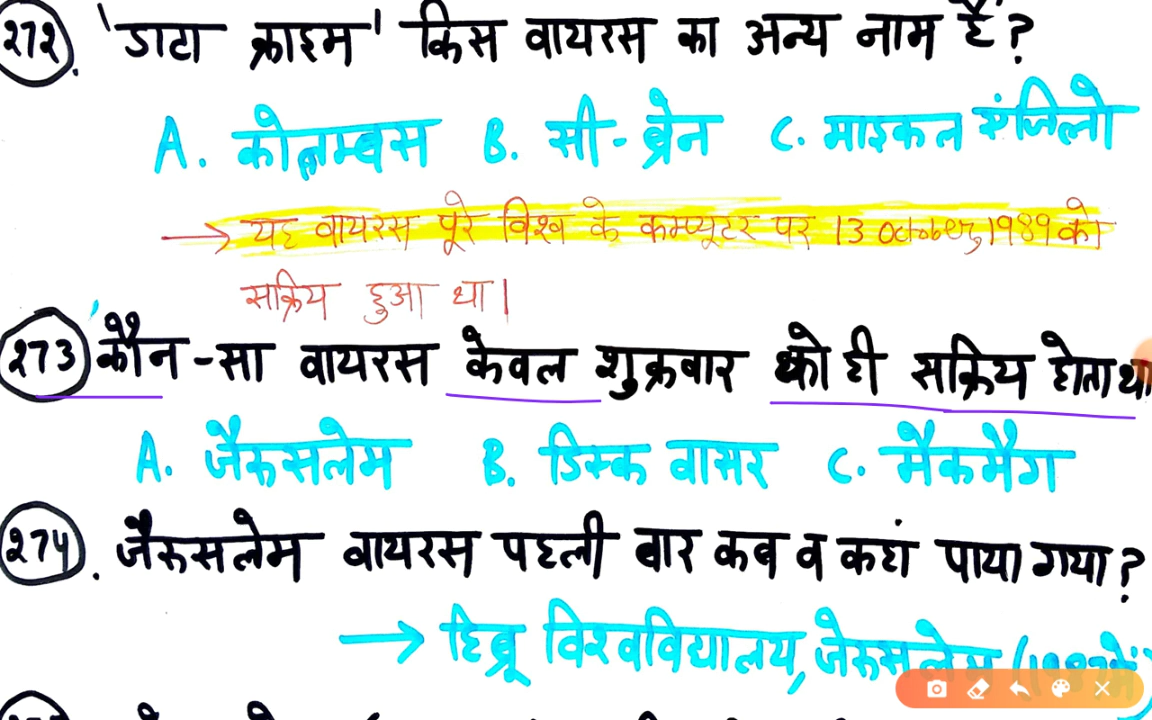 272. 'डाटा क्राइम' किस वायरस का अन्य नाम है?
A. कोलम्बस B. सी-ब्रेन C. माइकल एंजिलो
→ यह वायरस पूरे विश्व के कम्प्यूटर पर 13 October, 1989 को
सक्रिय हुआ था।
273 कौन-सा वायरस केवल शुक्रवार को ही सक्रिय होता था
A. जैरुसलेम B. डिस्क वाशर C. मैकमैग
274. जैरुसलेम वायरस पहली बार कब व कहां पाया गया?
→ हिब्रू विश्वविद्यालय, जेरुसलेम